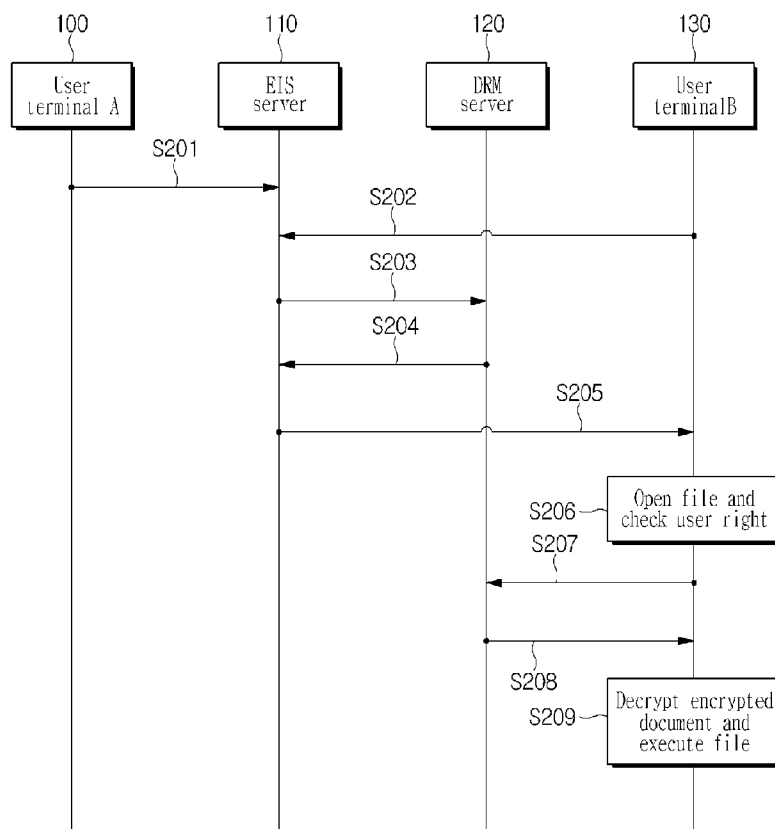 100
110
120
130
User
terminal A
EIS
server
DRM
server
User
terminalB
S201
S202
S203
S204
S205
S206
Open file and
check user right
S207
S208
S209
Decrypt encrypted
document and
execute file